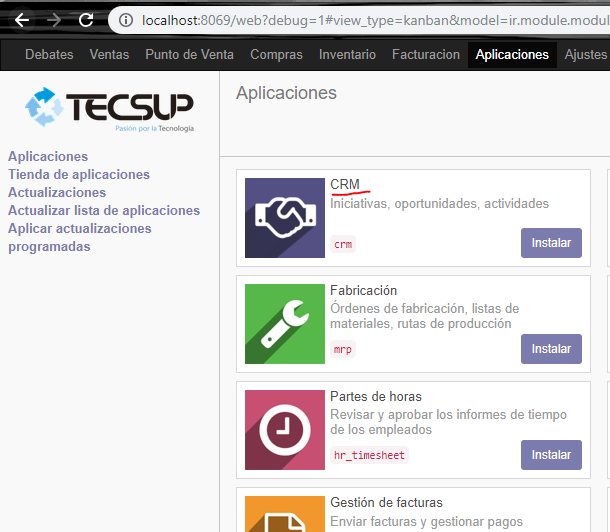 localhost:8069/web?debug=1#view_type=kanban&model=ir.module.modul
Debates Ventas Punto de Venta Compras Inventario Facturacion Aplicaciones Ajustes
TECSUP
Pasión por la Tecnología
Aplicaciones
Tienda de aplicaciones
Actualizaciones
Actualizar lista de aplicaciones
Aplicar actualizaciones
programadas
Aplicaciones
CRM
Iniciativas, oportunidades, actividades
crm
Instalar
Fabricación
Órdenes de fabricación, listas de
materiales, rutas de producción
mrp
Instalar
Partes de horas
Revisar y aprobar los informes de tiempo
de los empleados
hr_timesheet
Instalar
Gestión de facturas
Enviar facturas y gestionar pagos